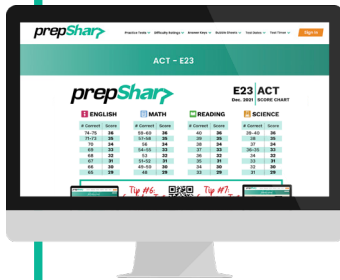 prepSharp
Practice Tests Difficulty Ratings Answer Keys Bubble Sheets Test Dates Test Timer Sign In
ACT - E23
prepSharp
E23 ACT
Dec. 2021 SCORE CHART
ENGLISH MATH READING SCIENCE
# Correct Score # Correct Score # Correct Score # Correct Score
74-75 36 59-60 36 40 36 39-40 36
71-73 35 57-58 35 39 35 38 35
70 34 56 34 38 34 37 34
69 33 54-55 33 37 33 36-35 33
68 32 53 32 36 32 34 32
67 31 51-52 31 35 31 33 31
66 30 49-50 30 34 30 32 30
65 29 48 29 33 29 31 29
Tip #6: Tip #7: